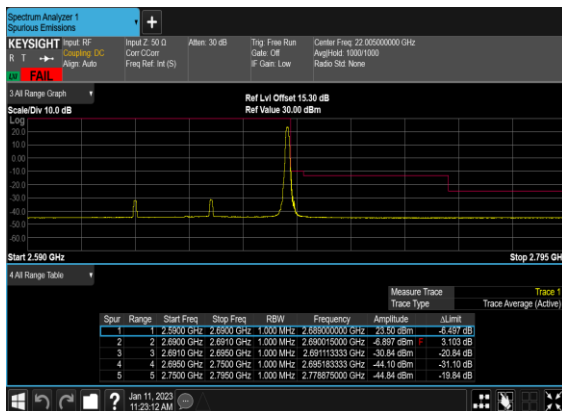 Spectrum Analyzer 1
Spurious Emissions
KEYSIGHT Input: RF Input Z: 50 Ω Atten: 30 dB Trig: Free Run Center Freq: 22.005000000 GHz
R T Coupling: DC Corr CCorr Gate: Off Avg|Hold: 1000/1000
Align: Auto Freq Ref: Int (S) IF Gain: Low Radio Std: None
FAIL
3 All Range Graph
Ref Lvl Offset 15.30 dB
Scale/Div 10.0 dB Ref Value 30.00 dBm
Log
20.0
10.0
0.00
-10.0
-20.0
-30.0
-40.0
-50.0
-60.0
Start 2.590 GHz Stop 2.795 GH
4 All Range Table
Measure Trace Trace 1
Trace Type Trace Average (Active)
Spur Range Start Freq Stop Freq RBW Frequency Amplitude ΔLimit
1 1 2.5900 GHz 2.6900 GHz 1.000 MHz 2.689000000 GHz 23.50 dBm -6.497 dB
2 2 2.6900 GHz 2.6910 GHz 1.000 MHz 2.690015000 GHz -6.897 dBm F 3.103 dB
3 3 2.6910 GHz 2.6950 GHz 1.000 MHz 2.691113333 GHz -30.84 dBm -20.84 dB
4 4 2.6950 GHz 2.7500 GHz 1.000 MHz 2.695183333 GHz -44.10 dBm -31.10 dB
5 5 2.7500 GHz 2.7950 GHz 1.000 MHz 2.778875000 GHz -44.84 dBm -19.84 dB
Jan 11, 2023
11:23:12 AM